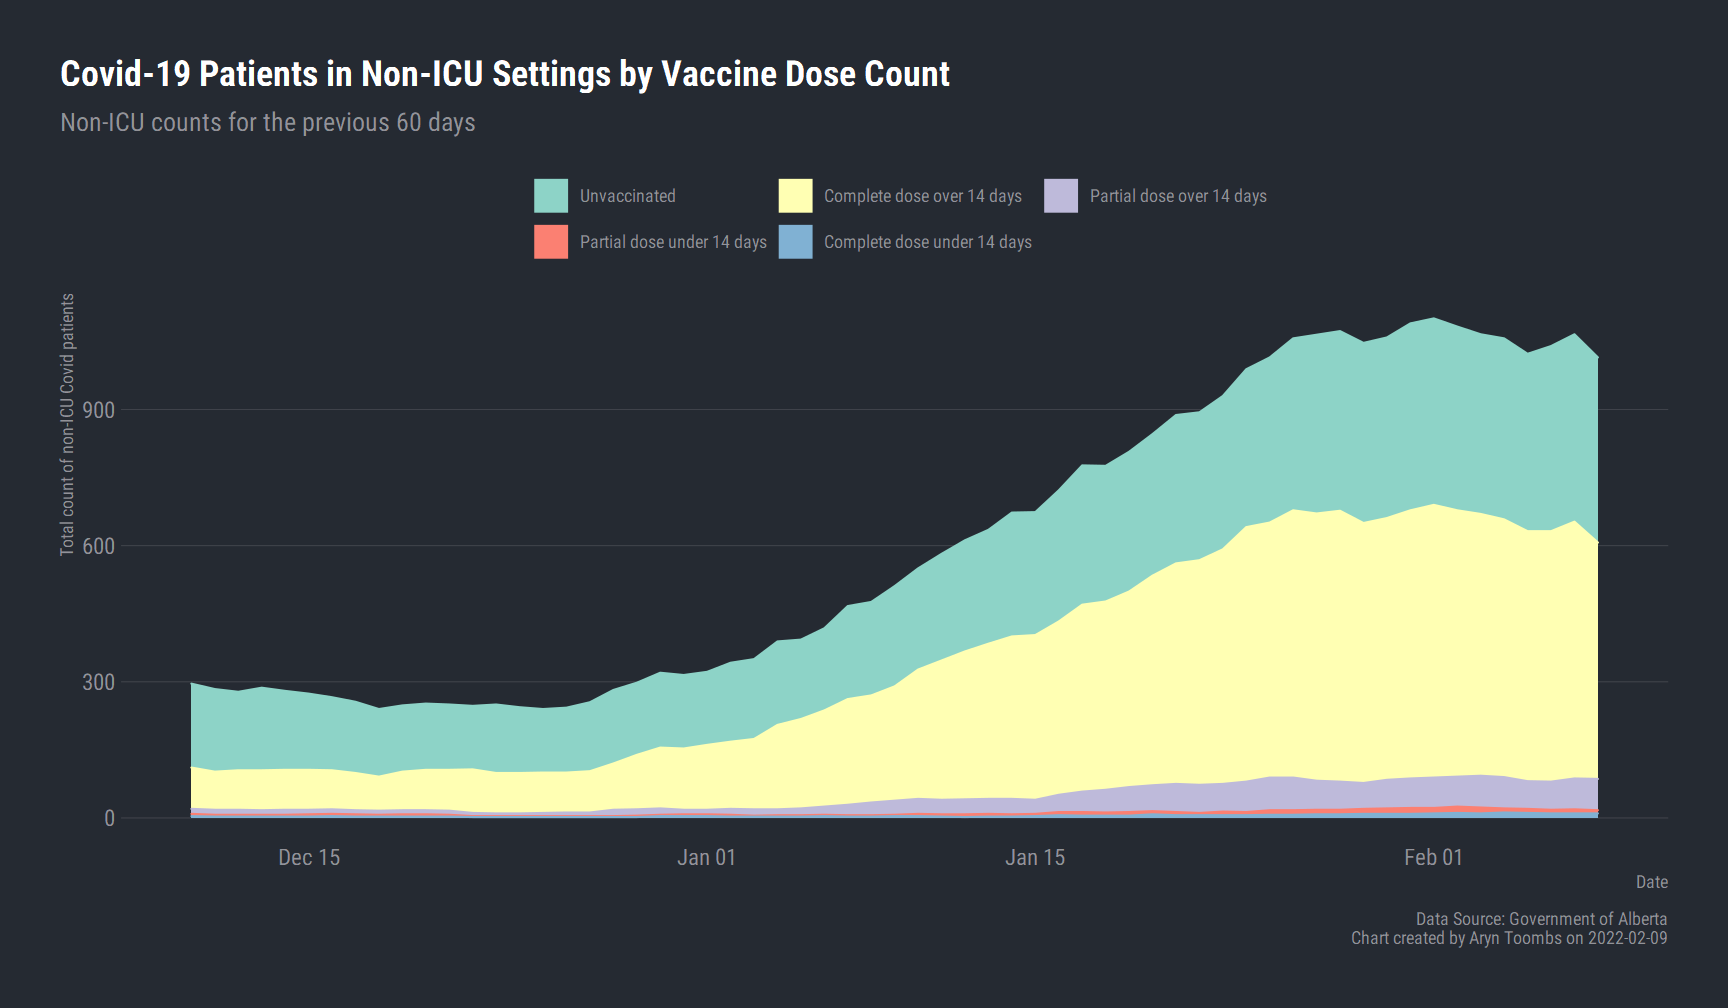 Covid-19 Patients in Non-ICU Settings by Vaccine Dose Count
Non-ICU counts for the previous 60 days
Unvaccinated
Complete dose over 14 days
Partial dose over 14 days
Partial dose under 14 days
Complete dose under 14 days
Total count of non-ICU Covid patients
900
600
300
0
Dec 15
Jan 01
Jan 15
Feb 01
Date
Data Source: Government of Alberta
Chart created by Aryn Toombs on 2022-02-09